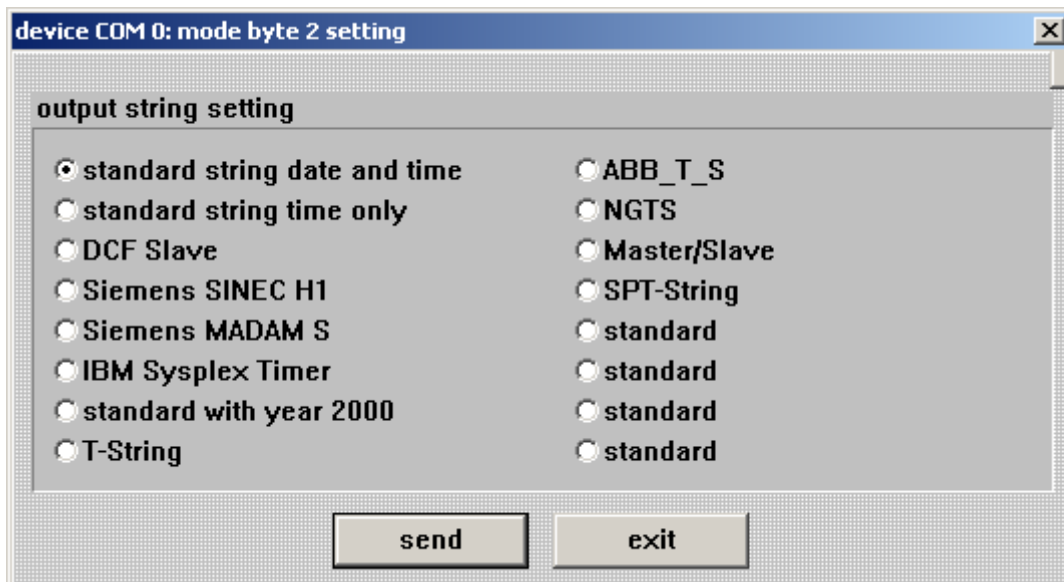 device COM 0: mode byte 2 setting
output string setting
standard string date and time
standard string time only
DCF Slave
Siemens SINEC H1
Siemens MADAM S
IBM Sysplex Timer
standard with year 2000
T-String
ABB_T_S
NGTS
Master/Slave
SPT-String
standard
standard
standard
standard
send
exit